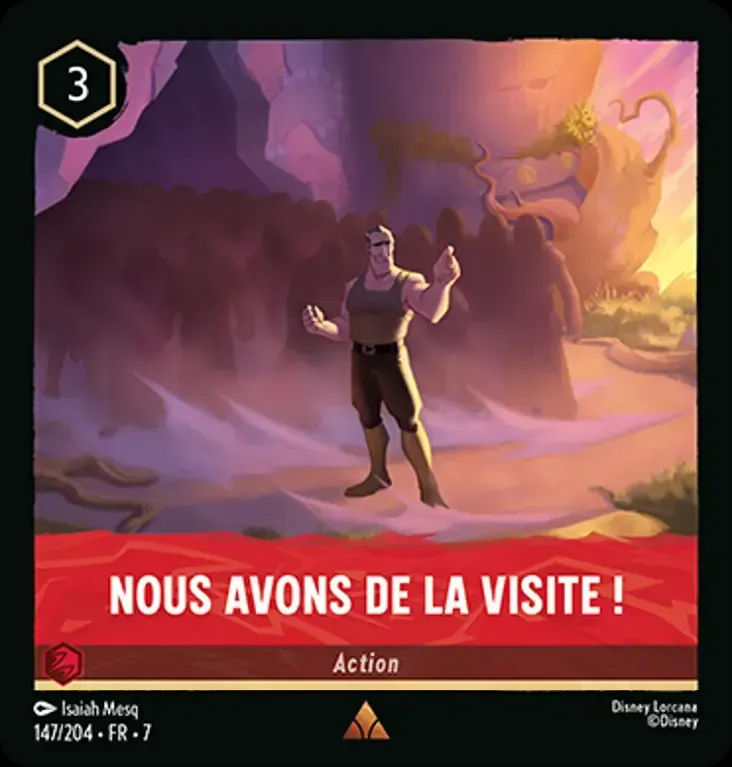 3
NOUS AVONS DE LA VISITE !
Action
Isaiah Mesq
147/204 • FR • 7
Disney Lorcana
©Disney